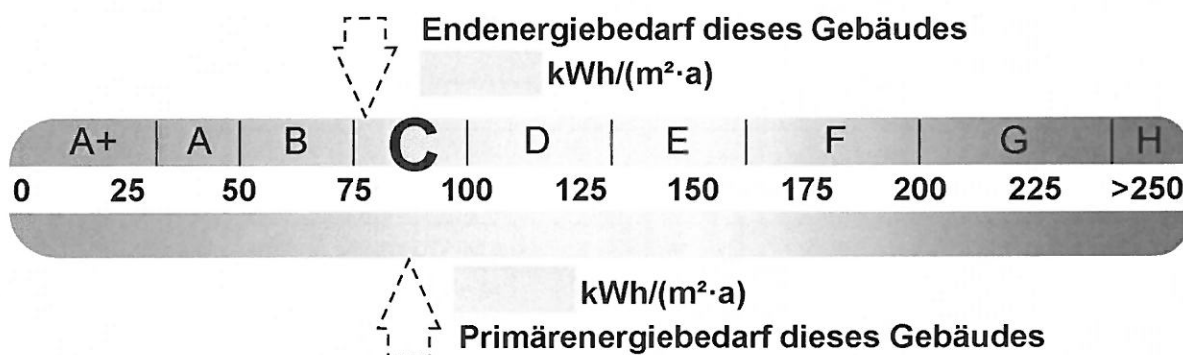 Endenergiebedarf dieses Gebäudes
kWh/(m²·a)
A+ A B C D E F G H
0 25 50 75 100 125 150 175 200 225 >250
kWh/(m²·a)
Primärenergiebedarf dieses Gebäudes